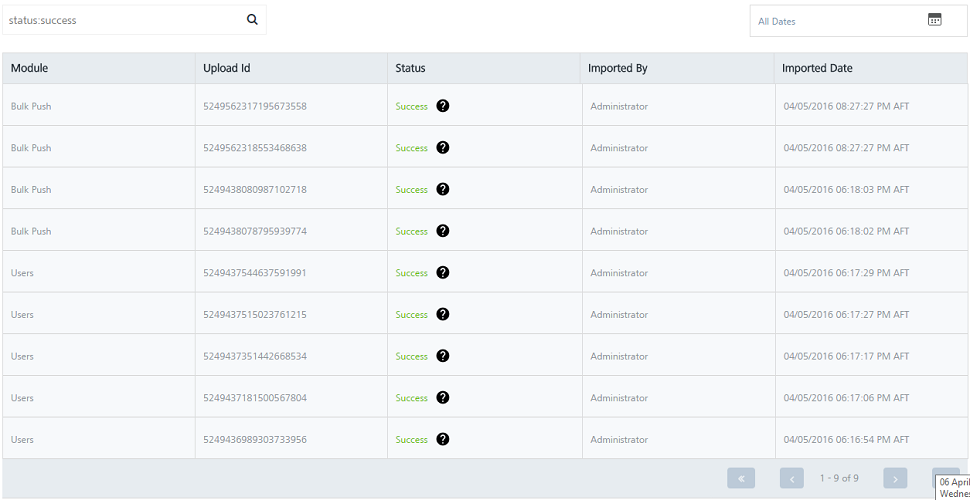 status:success
All Dates
Module Upload Id Status Imported By Imported Date
Bulk Push 5249562317195673558 Success ? Administrator 04/05/2016 08:27:27 PM AFT
Bulk Push 5249562318553468638 Success ? Administrator 04/05/2016 08:27:27 PM AFT
Bulk Push 5249438080987102718 Success ? Administrator 04/05/2016 06:18:03 PM AFT
Bulk Push 5249438078795939774 Success ? Administrator 04/05/2016 06:18:02 PM AFT
Users 5249437544637591991 Success ? Administrator 04/05/2016 06:17:29 PM AFT
Users 5249437515023761215 Success ? Administrator 04/05/2016 06:17:27 PM AFT
Users 5249437351442668534 Success ? Administrator 04/05/2016 06:17:17 PM AFT
Users 5249437181500567804 Success ? Administrator 04/05/2016 06:17:06 PM AFT
Users 5249436989303733956 Success ? Administrator 04/05/2016 06:16:54 PM AFT
« ‹ 1 - 9 of 9 ›
06 April
Wednes